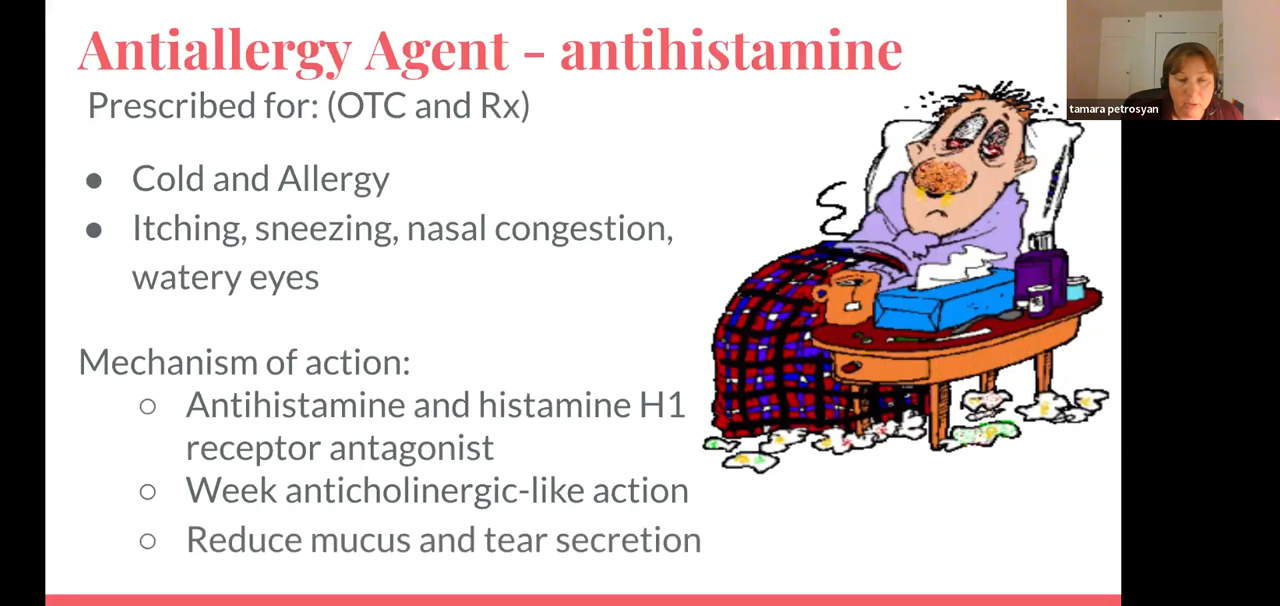 Antiallergy Agent - antihistamine
tamara petrosyan
Prescribed for: (OTC and Rx)
● Cold and Allergy
● Itching, sneezing, nasal congestion,
watery eyes
Mechanism of action:
○ Antihistamine and histamine H1
receptor antagonist
○ Week anticholinergic-like action
○ Reduce mucus and tear secretion